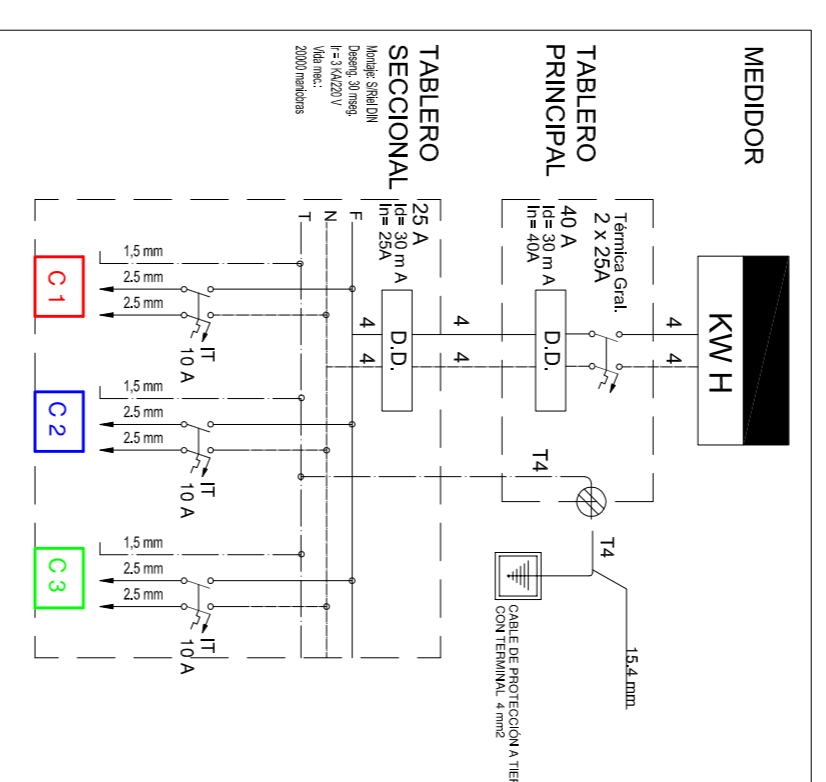 MEDIDOR
KW H
4
4
TABLERO
PRINCIPAL
Térmica Gral.
2 x 25A
40 A
Id= 30 m A
In= 40A
D.D.
T4
T4
15.4 mm
CABLE DE PROTECCIÓN A TIER
CON TERMINAL 4 mm2
4
4
TABLERO
SECCIONAL
Montaje: S/Riel DIN
Deseng. 30 mseg.
Ir = 3 KA/220 V
Vida mec.:
20000 maniobras
25 A
Id= 30 m A
In= 25A
D.D.
4
4
F
N
T
1,5 mm
2.5 mm
2.5 mm
IT
10 A
C 1
1,5 mm
2.5 mm
2.5 mm
IT
10 A
C 2
1,5 mm
2.5 mm
2.5 mm
IT
10 A
C 3